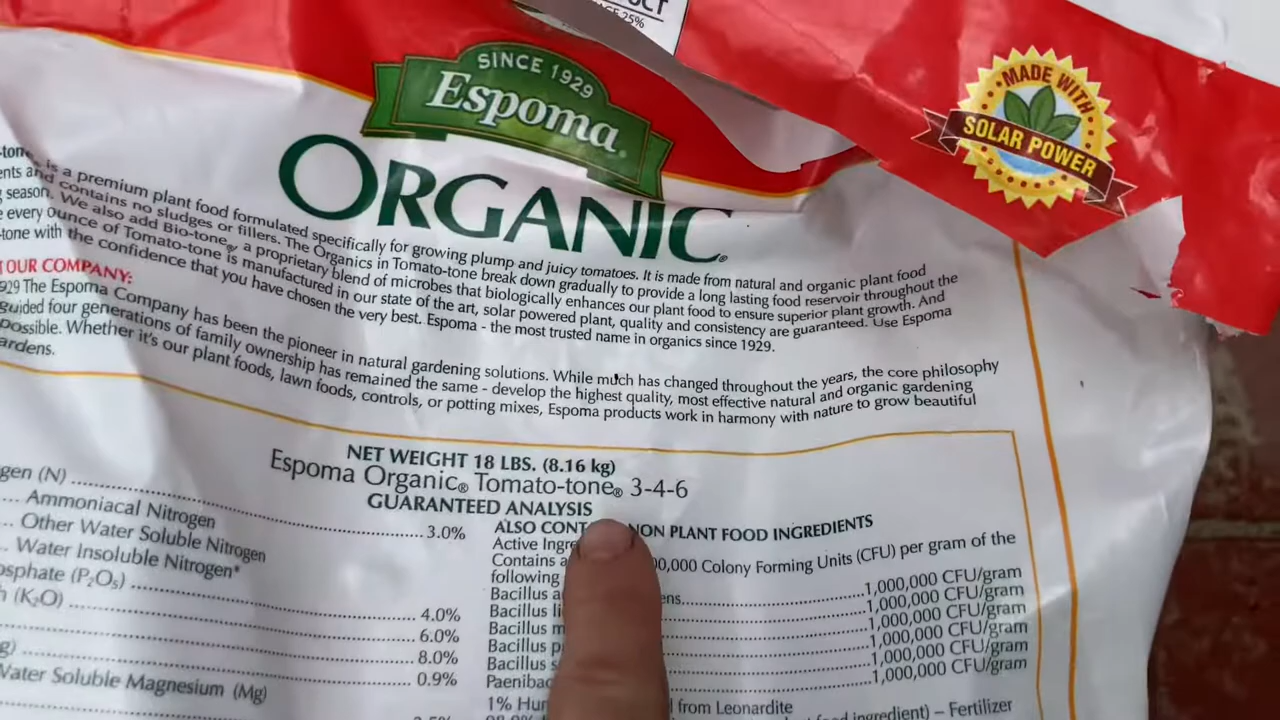 CT
AGE 25%
SINCE 1929
Espoma
ORGANIC®
MADE WITH
SOLAR POWER
-tone is a premium plant food formulated specifically for growing plump and juicy tomatoes. It is made from natural and organic plant food
ents and contains no sludges or fillers. The Organics in Tomato-tone break down gradually to provide a long lasting food reservoir throughout the
g season. We also add Bio-tone®, a proprietary blend of microbes that biologically enhances our plant food to ensure superior plant growth. And
e every ounce of Tomato-tone is manufactured in our state of the art, solar powered plant, quality and consistency are guaranteed. Use Espoma
-tone with the confidence that you have chosen the very best. Espoma - the most trusted name in organics since 1929.
T OUR COMPANY:
929 The Espoma Company has been the pioneer in natural gardening solutions. While much has changed throughout the years, the core philosophy
guided four generations of family ownership has remained the same - develop the highest quality, most effective natural and organic gardening
possible. Whether it's our plant foods, lawn foods, controls, or potting mixes, Espoma products work in harmony with nature to grow beautiful
ardens.
NET WEIGHT 18 LBS. (8.16 kg)
Espoma Organic® Tomato-tone® 3-4-6
GUARANTEED ANALYSIS
gen (N) 3.0%
Ammoniacal Nitrogen
Other Water Soluble Nitrogen
Water Insoluble Nitrogen*
osphate (P₂O₅) 4.0%
h (K₂O) 6.0%
8.0%
g) 0.9%
Water Soluble Magnesium (Mg)
ALSO CONT NON PLANT FOOD INGREDIENTS
Active Ingre
Contains a 00,000 Colony Forming Units (CFU) per gram of the
following
Bacillus a ens 1,000,000 CFU/gram
Bacillus li 1,000,000 CFU/gram
Bacillus m 1,000,000 CFU/gram
Bacillus p 1,000,000 CFU/gram
Bacillus s 1,000,000 CFU/gram
Paenibac 1,000,000 CFU/gram
1% Hum l from Leonardite
food ingredient) – Fertilizer